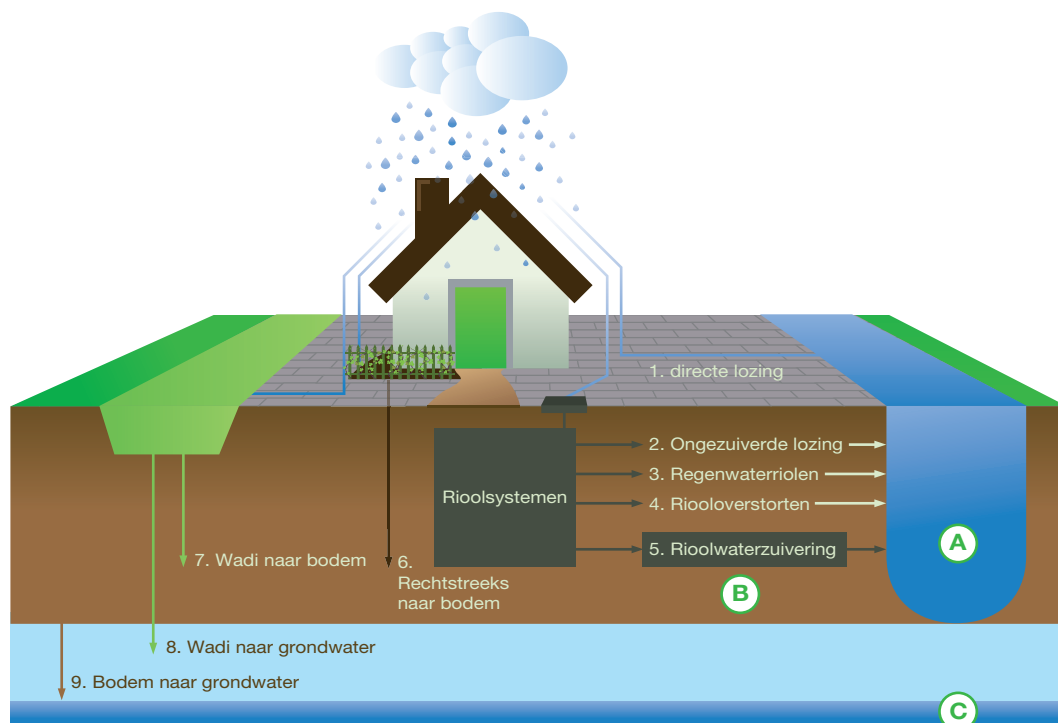 1. directe lozing
2. Ongezuiverde lozing
3. Regenwaterriolen
Rioolsystemen
4. Riooloverstorten
A
5. Rioolwaterzuivering
7. Wadi naar bodem
6.
Rechtstreeks
naar bodem
B
8. Wadi naar grondwater
9. Bodem naar grondwater
C